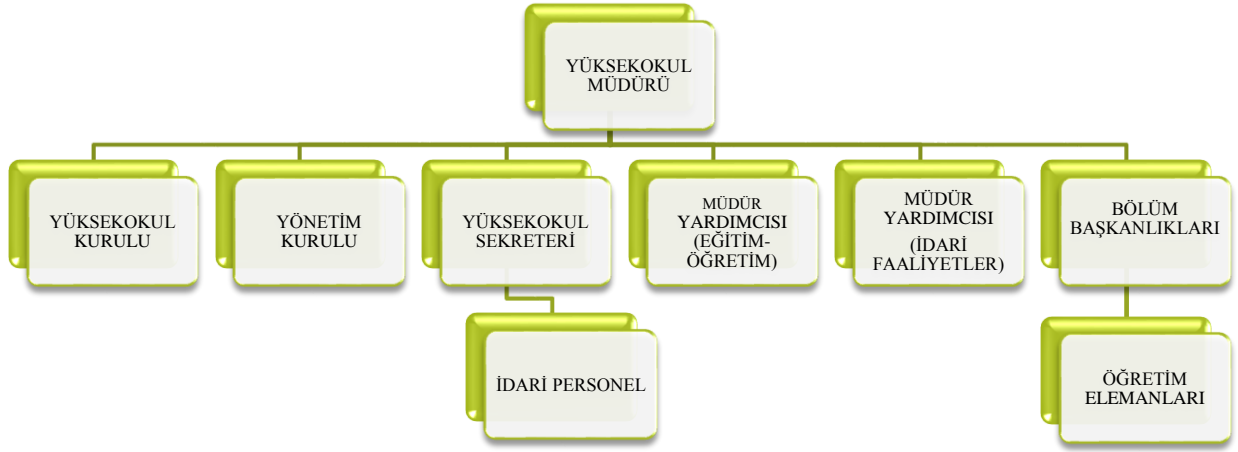 YÜKSEKOKUL
MÜDÜRÜ
YÜKSEKOKUL
KURULU
YÖNETİM
KURULU
YÜKSEKOKUL
SEKRETERİ
MÜDÜR
YARDIMCISI
(EĞİTİM-
ÖĞRETİM)
MÜDÜR
YARDIMCISI
(İDARİ
FAALİYETLER)
BÖLÜM
BAŞKANLIKLARI
İDARİ PERSONEL
ÖĞRETİM
ELEMANLARI